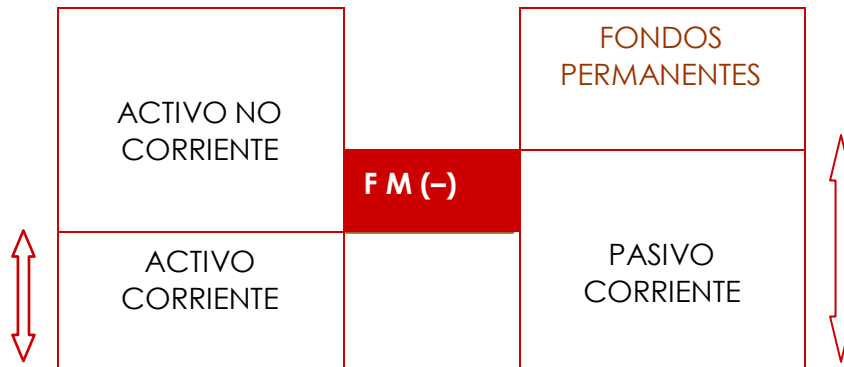 ACTIVO NO
CORRIENTE
FONDOS
PERMANENTES
F M (–)
ACTIVO
CORRIENTE
PASIVO
CORRIENTE